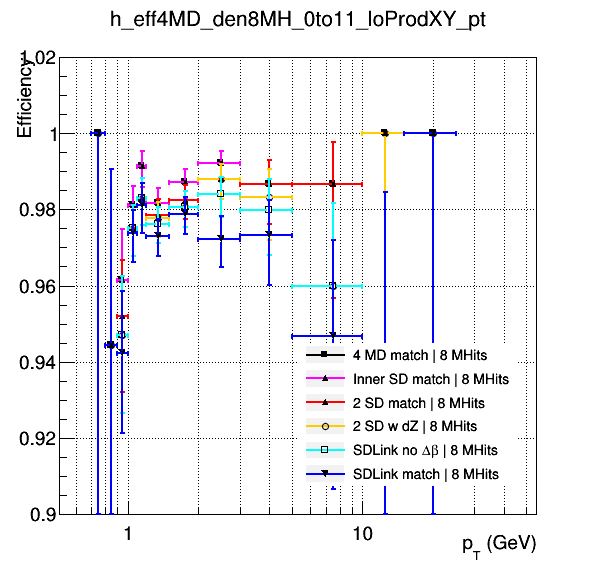 h_eff4MD_den8MH_0to11_loProdXY_pt
Efficiency
1.02
1
0.98
0.96
0.94
0.92
0.9
4 MD match | 8 MHits
Inner SD match | 8 MHits
2 SD match | 8 MHits
2 SD w dZ | 8 MHits
SDLink no Δβ | 8 MHits
SDLink match | 8 MHits
1
10
p_T (GeV)